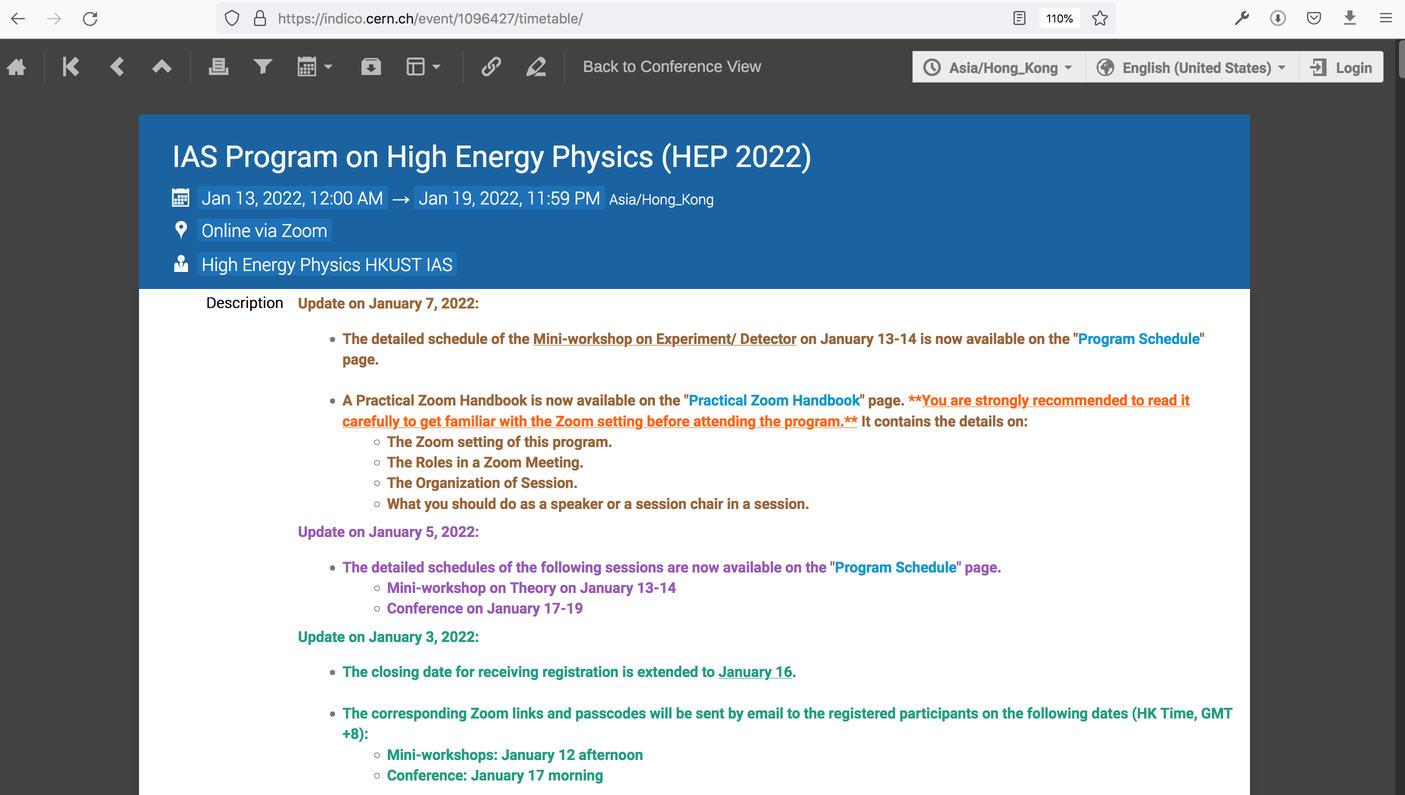 https://indico.cern.ch/event/1096427/timetable/
110%
Back to Conference View
Asia/Hong_Kong
English (United States)
Login
IAS Program on High Energy Physics (HEP 2022)
Jan 13, 2022, 12:00 AM → Jan 19, 2022, 11:59 PM Asia/Hong_Kong
Online via Zoom
High Energy Physics HKUST IAS
Description
Update on January 7, 2022:
• The detailed schedule of the Mini-workshop on Experiment/ Detector on January 13-14 is now available on the "Program Schedule"
page.
• A Practical Zoom Handbook is now available on the "Practical Zoom Handbook" page. **You are strongly recommended to read it
carefully to get familiar with the Zoom setting before attending the program.** It contains the details on:
◦ The Zoom setting of this program.
◦ The Roles in a Zoom Meeting.
◦ The Organization of Session.
◦ What you should do as a speaker or a session chair in a session.
Update on January 5, 2022:
• The detailed schedules of the following sessions are now available on the "Program Schedule" page.
◦ Mini-workshop on Theory on January 13-14
◦ Conference on January 17-19
Update on January 3, 2022:
• The closing date for receiving registration is extended to January 16.
• The corresponding Zoom links and passcodes will be sent by email to the registered participants on the following dates (HK Time, GMT
+8):
◦ Mini-workshops: January 12 afternoon
◦ Conference: January 17 morning